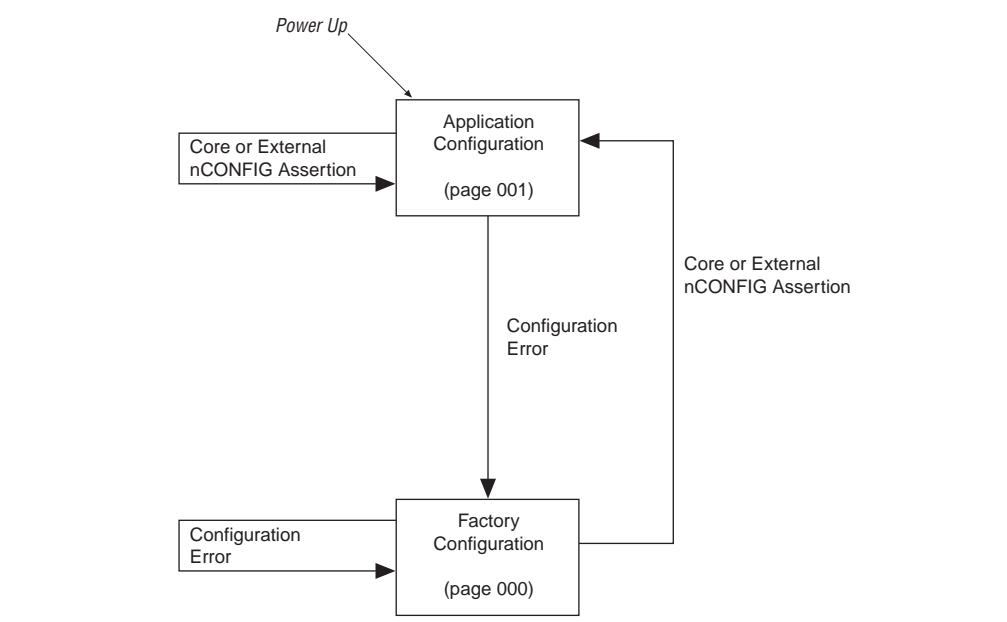 Power Up
Application
Configuration
(page 001)
Core or External
nCONFIG Assertion
Core or External
nCONFIG Assertion
Configuration
Error
Factory
Configuration
(page 000)
Configuration
Error